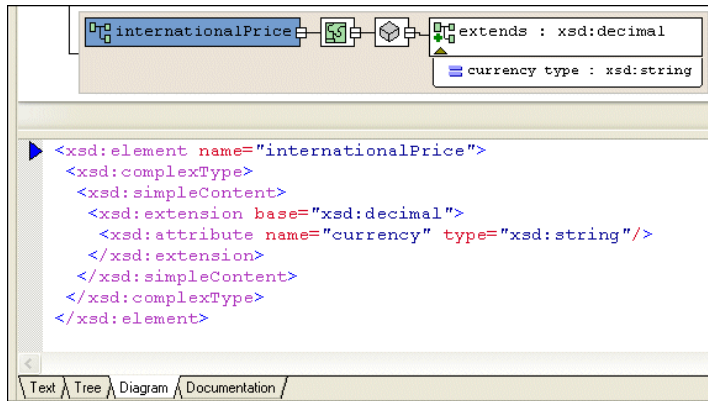 internationalPrice
extends : xsd:decimal
currency type : xsd:string
<xsd:element name="internationalPrice">
<xsd:complexType>
<xsd:simpleContent>
<xsd:extension base="xsd:decimal">
<xsd:attribute name="currency" type="xsd:string"/>
</xsd:extension>
</xsd:simpleContent>
</xsd:complexType>
</xsd:element>
Text Tree Diagram Documentation